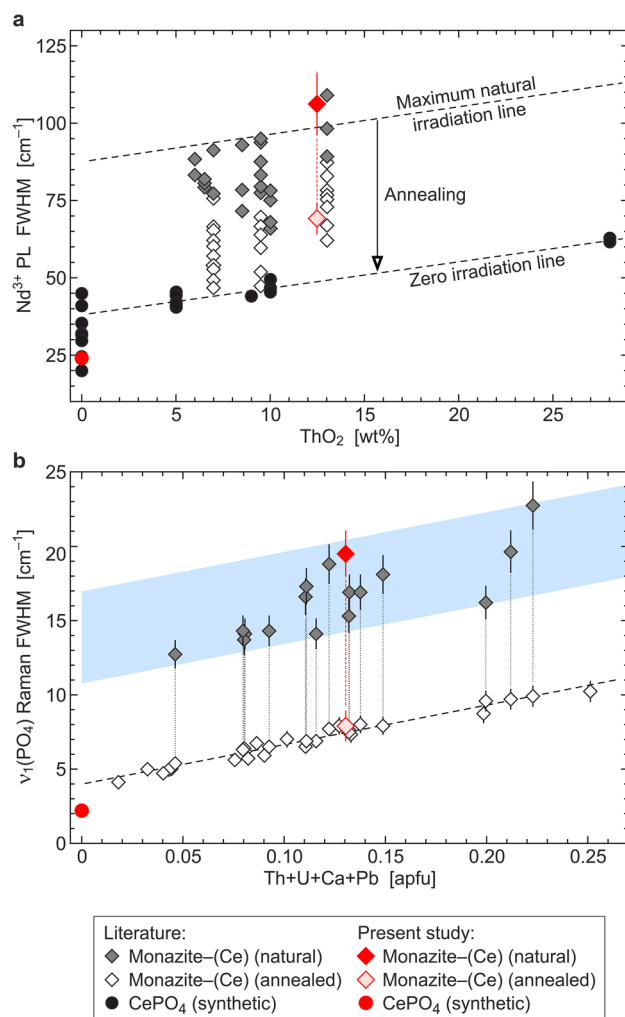 a
125
100
75
50
25
Nd³⁺ PL FWHM [cm⁻¹]
Maximum natural
irradiation line
Annealing
Zero irradiation line
0 5 10 15 20 25
ThO₂ [wt%]
b
25
20
15
10
5
0
ν₁(PO₄) Raman FWHM [cm⁻¹]
0 0.05 0.10 0.15 0.20 0.25
Th+U+Ca+Pb [apfu]
Literature:
Monazite–(Ce) (natural)
Monazite–(Ce) (annealed)
CePO₄ (synthetic)
Present study:
Monazite–(Ce) (natural)
Monazite–(Ce) (annealed)
CePO₄ (synthetic)